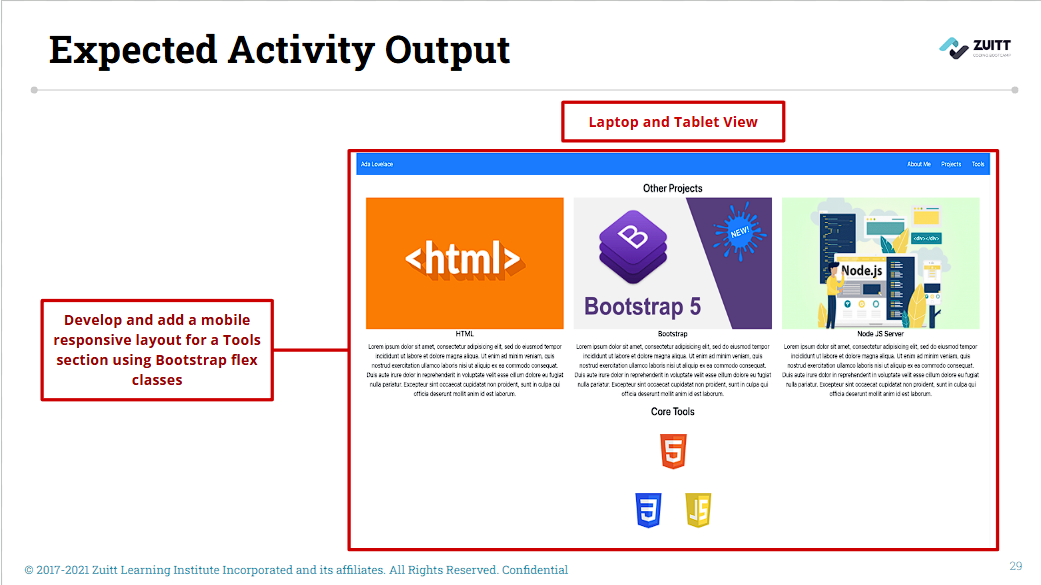 Expected Activity Output
ZUITT
CODING BOOTCAMP
Laptop and Tablet View
Ada Lovelace
About Me
Projects
Tools
Other Projects
<html>
B
NEW!
Bootstrap 5
<div></div>
Node.js
HTML
Lorem ipsum dolor sit amet, consectetur adipisicing elit, sed do eiusmod tempor
incididunt ut labore et dolore magna aliqua. Ut enim ad minim veniam, quis
nostrud exercitation ullamco laboris nisi ut aliquip ex ea commodo consequat.
Duis aute irure dolor in reprehenderit in voluptate velit esse cillum dolore eu fugiat
nulla pariatur. Excepteur sint occaecat cupidatat non proident, sunt in culpa qui
officia deserunt mollit anim id est laborum.
Bootstrap
Lorem ipsum dolor sit amet, consectetur adipisicing elit, sed do eiusmod tempor
incididunt ut labore et dolore magna aliqua. Ut enim ad minim veniam, quis
nostrud exercitation ullamco laboris nisi ut aliquip ex ea commodo consequat.
Duis aute irure dolor in reprehenderit in voluptate velit esse cillum dolore eu fugiat
nulla pariatur. Excepteur sint occaecat cupidatat non proident, sunt in culpa qui
officia deserunt mollit anim id est laborum.
Node JS Server
Lorem ipsum dolor sit amet, consectetur adipisicing elit, sed do eiusmod tempor
incididunt ut labore et dolore magna aliqua. Ut enim ad minim veniam, quis
nostrud exercitation ullamco laboris nisi ut aliquip ex ea commodo consequat.
Duis aute irure dolor in reprehenderit in voluptate velit esse cillum dolore eu fugiat
nulla pariatur. Excepteur sint occaecat cupidatat non proident, sunt in culpa qui
officia deserunt mollit anim id est laborum.
Core Tools
5
3
JS
Develop and add a mobile
responsive layout for a Tools
section using Bootstrap flex
classes
© 2017-2021 Zuitt Learning Institute Incorporated and its affiliates. All Rights Reserved. Confidential
29